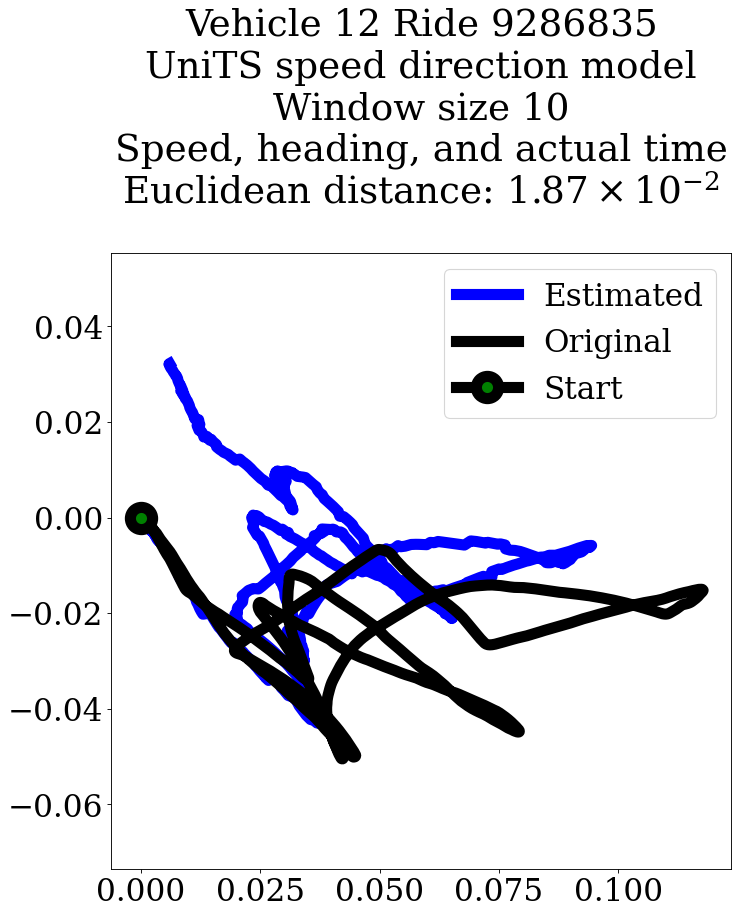 Vehicle 12 Ride 9286835
UniTS speed direction model
Window size 10
Speed, heading, and actual time
Euclidean distance: 1.87 × 10⁻²
Estimated
Original
Start
0.04
0.02
0.00
−0.02
−0.04
−0.06
0.000 0.025 0.050 0.075 0.100